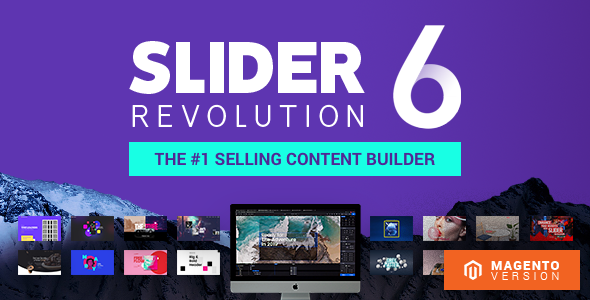 SLIDER 6
REVOLUTION
THE #1 SELLING CONTENT BUILDER
MAGENTO
VERSION